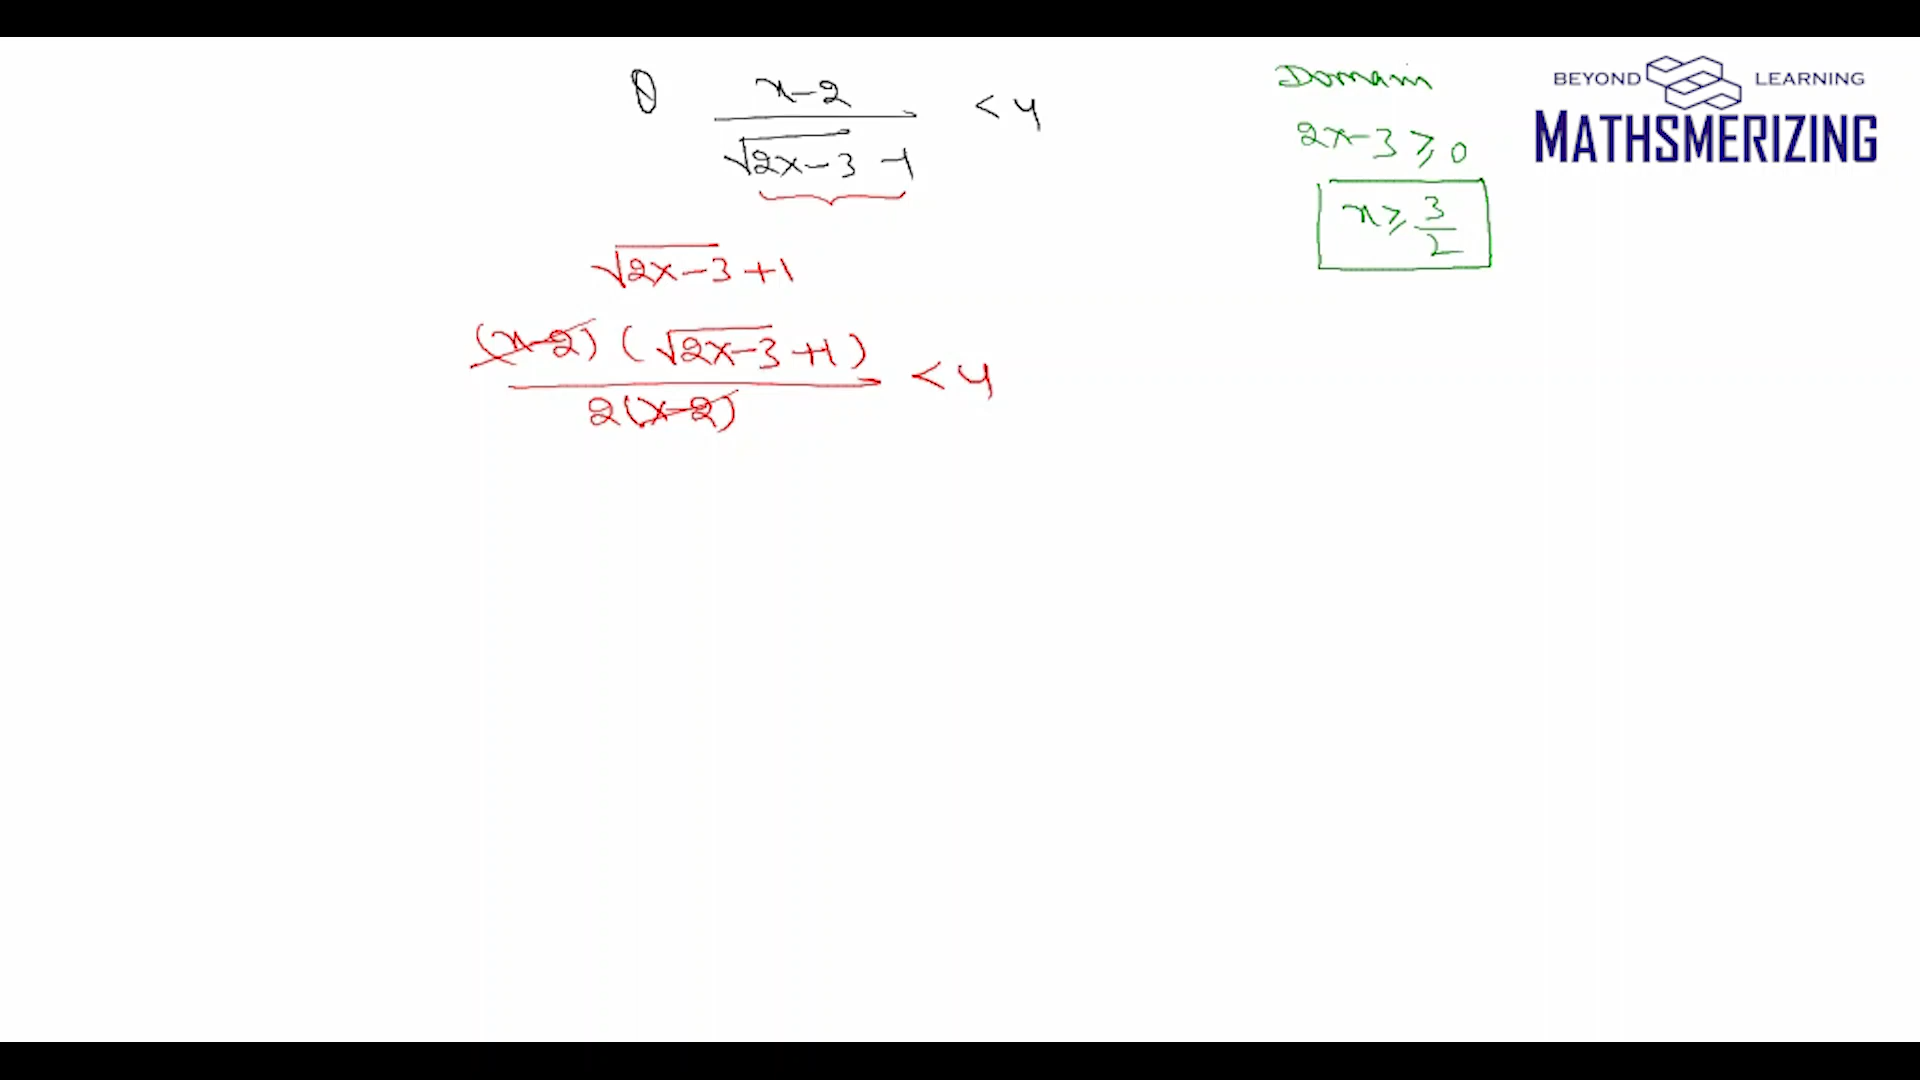 x-2 / (√(2x-3) - 1) < 4
Domain
2x-3 ≥ 0
x ≥ 3/2
BEYOND LEARNING
MATHSMERIZING
√(2x-3) + 1
(x-2) (√(2x-3) + 1) / 2(x-2) < 4